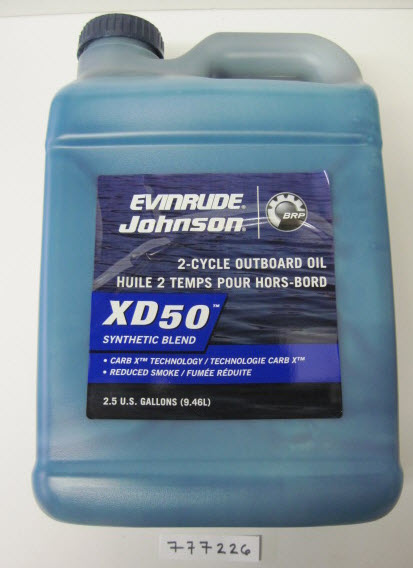 EVINRUDE®
Johnson®
BRP
2-CYCLE OUTBOARD OIL
HUILE 2 TEMPS POUR HORS-BORD
XD50™
SYNTHETIC BLEND
• CARB X™ TECHNOLOGY / TECHNOLOGIE CARB X™
• REDUCED SMOKE / FUMÉE RÉDUITE
2.5 U.S. GALLONS (9.46L)
777226